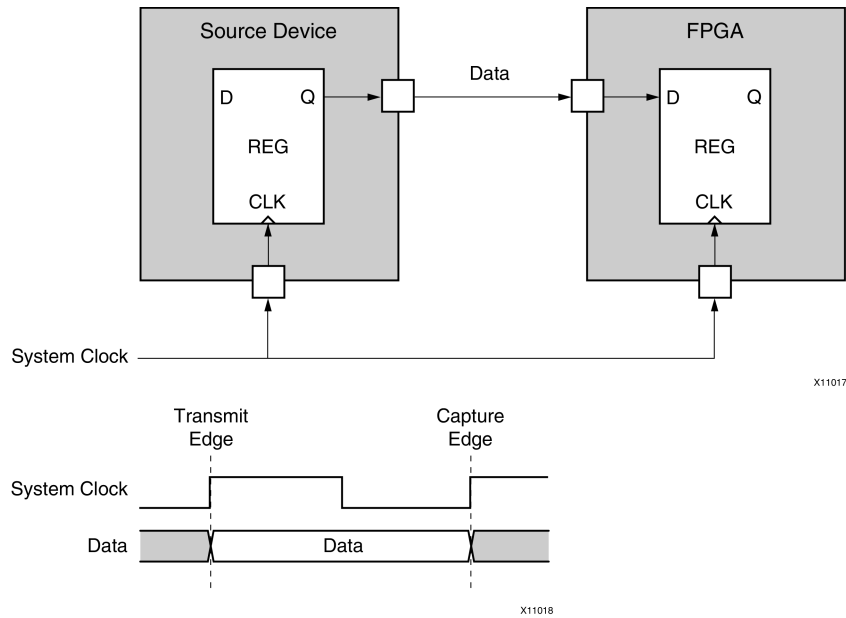 Source Device
FPGA
Data
D Q
D Q
REG
REG
CLK
CLK
System Clock
X11017
Transmit
Edge
Capture
Edge
System Clock
Data
Data
X11018